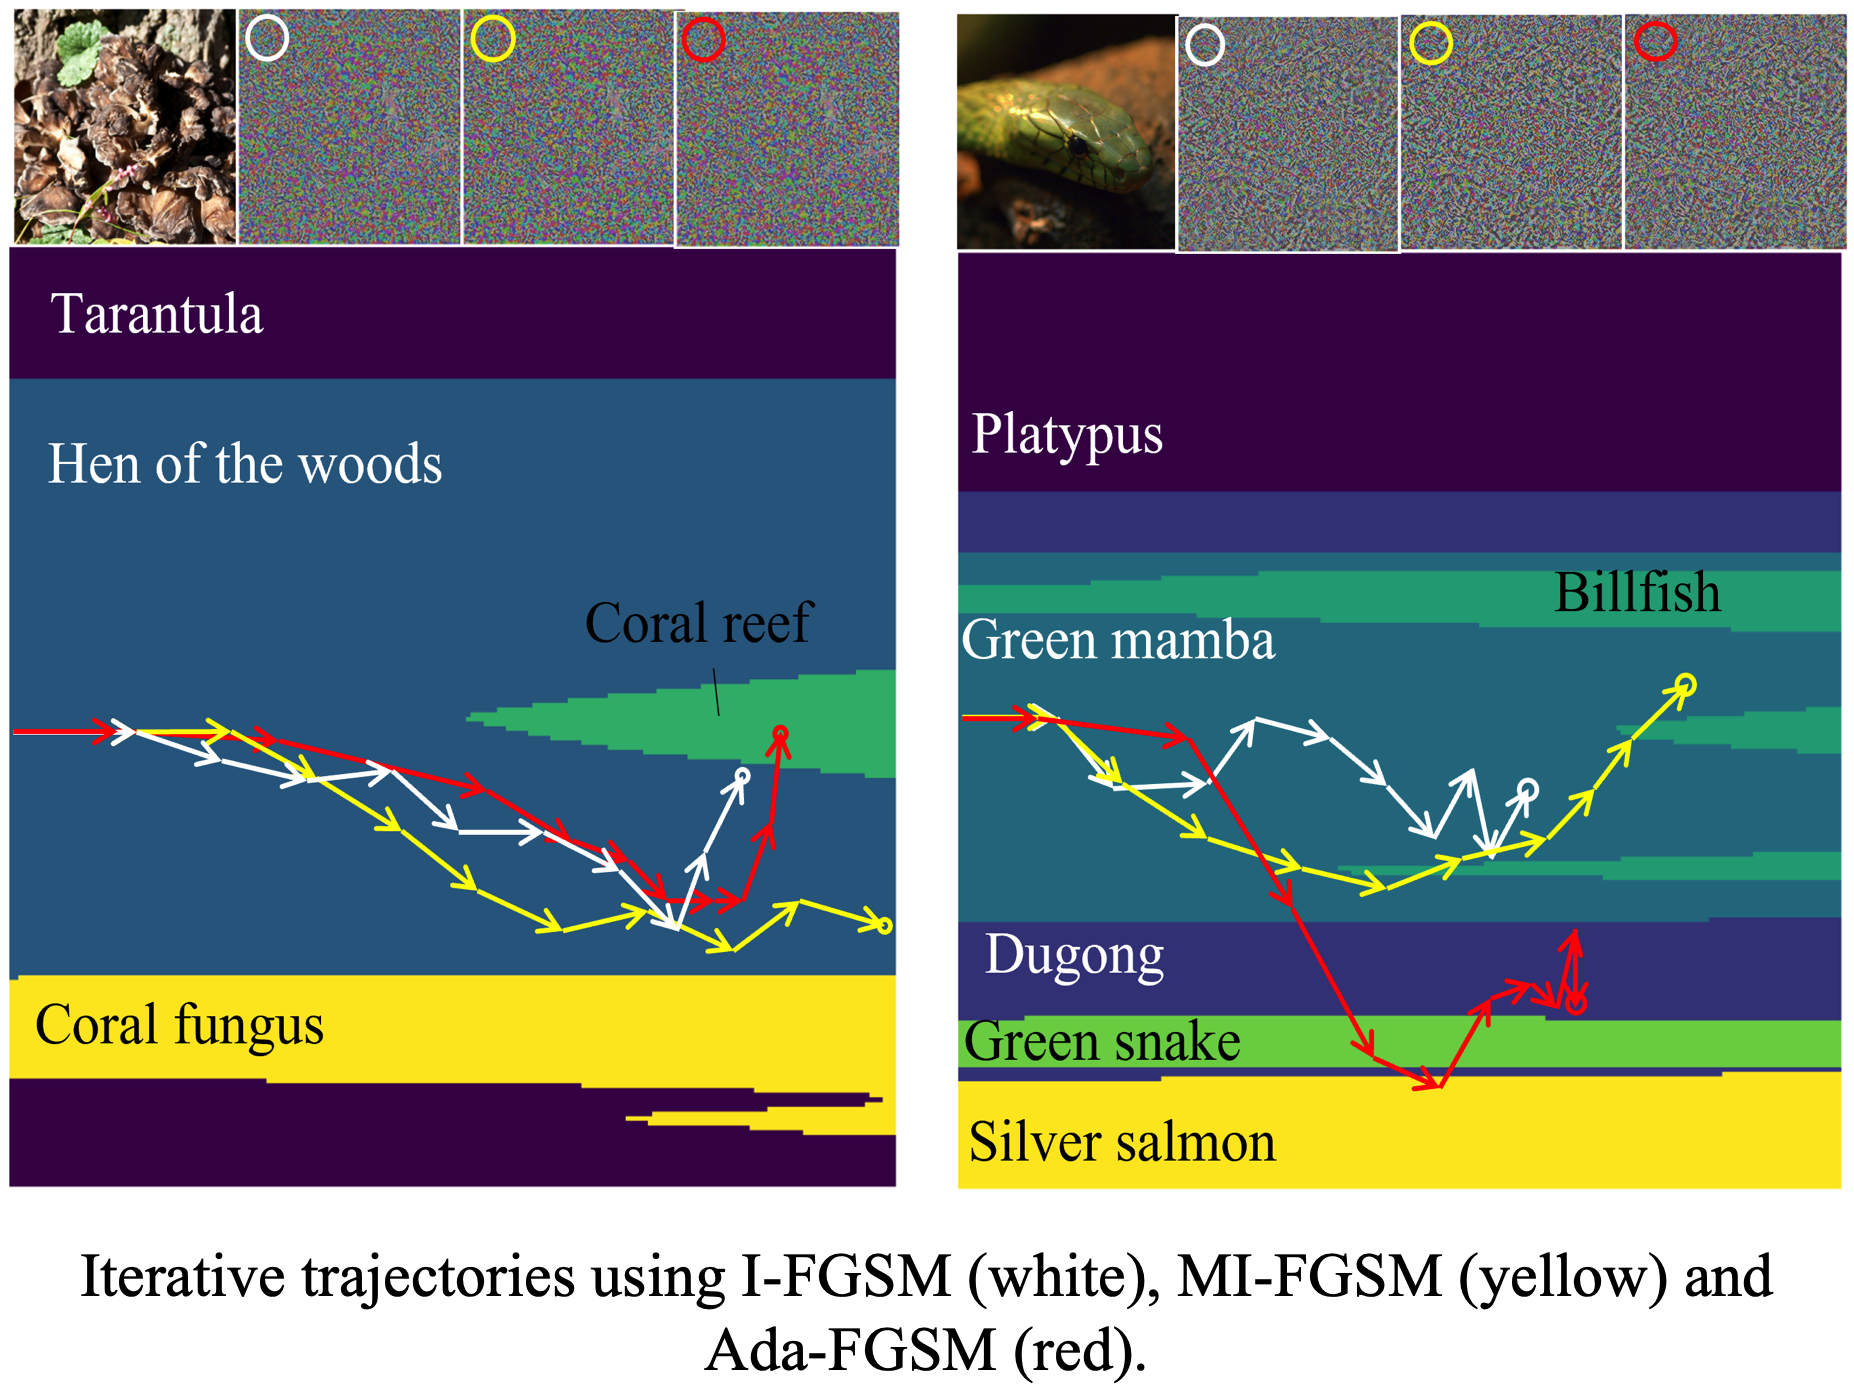 Tarantula
Hen of the woods
Coral reef
Coral fungus
Platypus
Billfish
Green mamba
Dugong
Green snake
Silver salmon
Iterative trajectories using I-FGSM (white), MI-FGSM (yellow) and
Ada-FGSM (red).